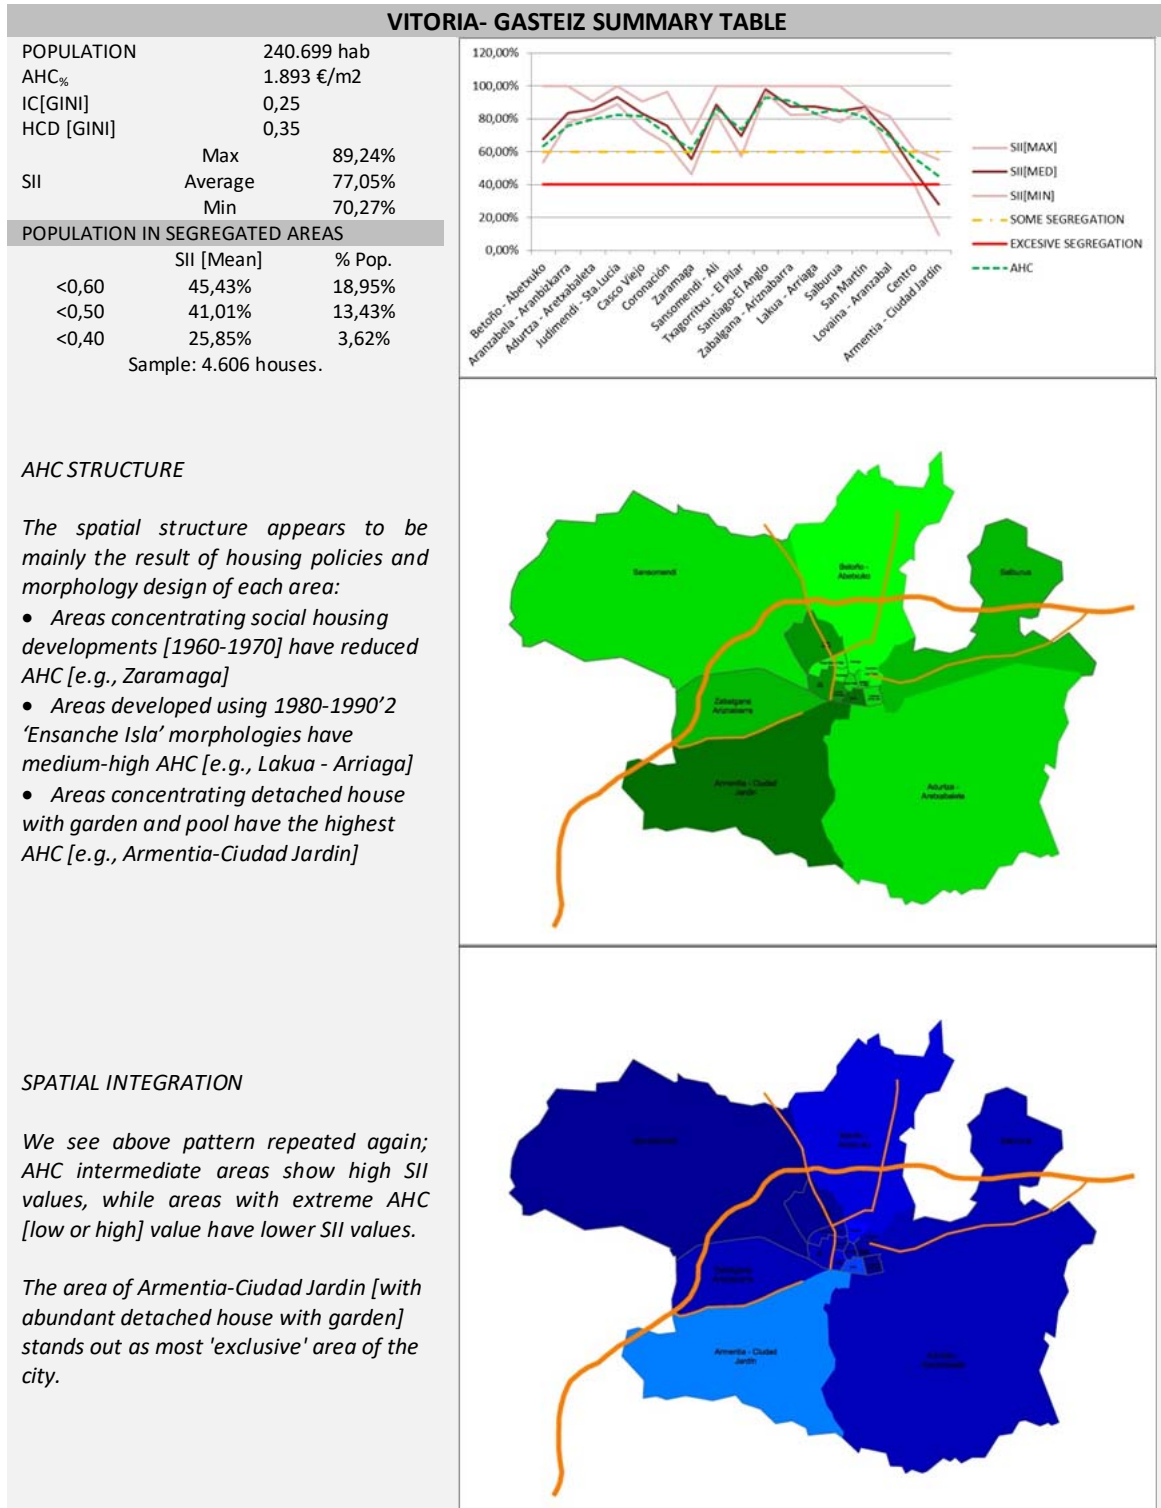 VITORIA- GASTEIZ SUMMARY TABLE
POPULATION 240.699 hab
AHC% 1.893 €/m2
IC[GINI] 0,25
HCD [GINI] 0,35
Max 89,24%
SII Average 77,05%
Min 70,27%
POPULATION IN SEGREGATED AREAS
SII [Mean] % Pop.
<0,60 45,43% 18,95%
<0,50 41,01% 13,43%
<0,40 25,85% 3,62%
Sample: 4.606 houses.
120,00%
100,00%
80,00%
60,00%
40,00%
20,00%
0,00%
Betoño - Abetxuko
Aranzabela - Aranbizkarra
Adurtza - Aretxabaleta
Judimendi - Sta. Lucía
Casco Viejo
Coronación
Zaramaga
Sansomendi - Ali
Txagorritxu - El Pilar
Santiago-El Anglo
Zabalgana - Ariznabarra
Lakua - Arriaga
Salburua
San Martín
Lovaina - Aranzabal
Centro
Armentia - Ciudad Jardín
SII[MAX]
SII[MED]
SII[MIN]
SOME SEGREGATION
EXCESIVE SEGREGATION
AHC
AHC STRUCTURE
The spatial structure appears to be
mainly the result of housing policies and
morphology design of each area:
• Areas concentrating social housing
developments [1960-1970] have reduced
AHC [e.g., Zaramaga]
• Areas developed using 1980-1990’2
‘Ensanche Isla’ morphologies have
medium-high AHC [e.g., Lakua - Arriaga]
• Areas concentrating detached house
with garden and pool have the highest
AHC [e.g., Armentia-Ciudad Jardin]
Sansomendi
Betoño -
Abetxuko
Salburua
Zabalgana
Ariznabarra
Armentia - Ciudad
Jardín
Adurtza -
Aretxabaleta
SPATIAL INTEGRATION
We see above pattern repeated again;
AHC intermediate areas show high SII
values, while areas with extreme AHC
[low or high] value have lower SII values.
The area of Armentia-Ciudad Jardin [with
abundant detached house with garden]
stands out as most 'exclusive' area of the
city.
Armentia - Ciudad
Jardín